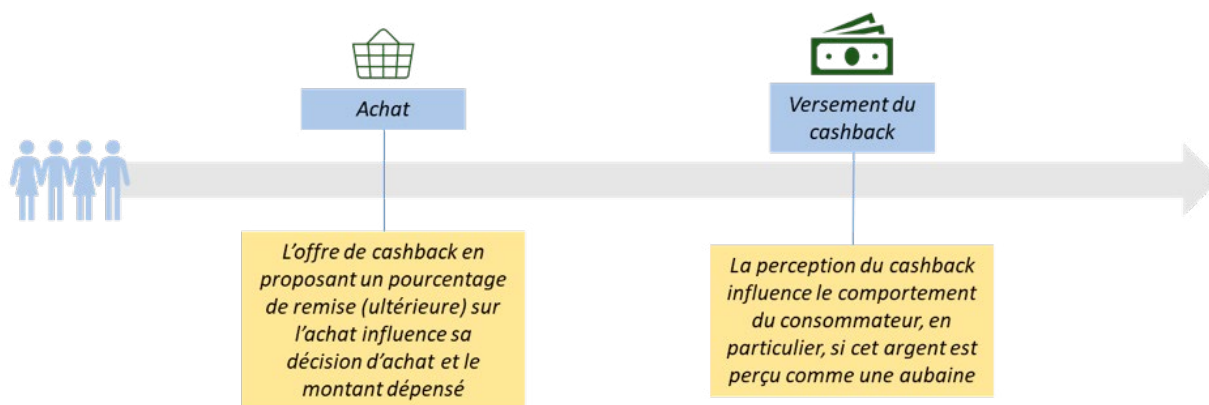 Achat
Versement du
cashback
L'offre de cashback en
proposant un pourcentage
de remise (ultérieure) sur
l'achat influence sa
décision d'achat et le
montant dépensé
La perception du cashback
influence le comportement
du consommateur, en
particulier, si cet argent est
perçu comme une aubaine